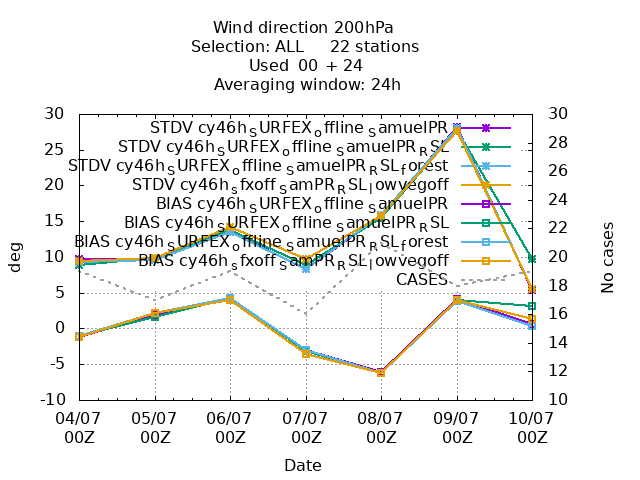 Wind direction 200hPa
Selection: ALL 22 stations
Used 00 + 24
Averaging window: 24h
30 30
STDV cy46h_SURFEX_offline_samuelPR
28
25 STDV cy46h_SURFEX_offline_samuelPR_RSL
26
STDV cy46h_SURFEX_offline_samuelPR_RSL_forest
20 STDV cy46h_sfxoff_samPR_RSL_lowvegoff
24
BIAS cy46h_SURFEX_offline_samuelPR
15 BIAS cy46h_SURFEX_offline_samuelPR_RSL
22
BIAS cy46h_SURFEX_offline_samuelPR_RSL_forest
10 BIAS cy46h_sfxoff_samPR_RSL_lowvegoff
20
CASES
5 18
0 16
-5 14
12
-10 10
deg
No cases
04/07 05/07 06/07 07/07 08/07 09/07 10/07
00Z 00Z 00Z 00Z 00Z 00Z 00Z
Date